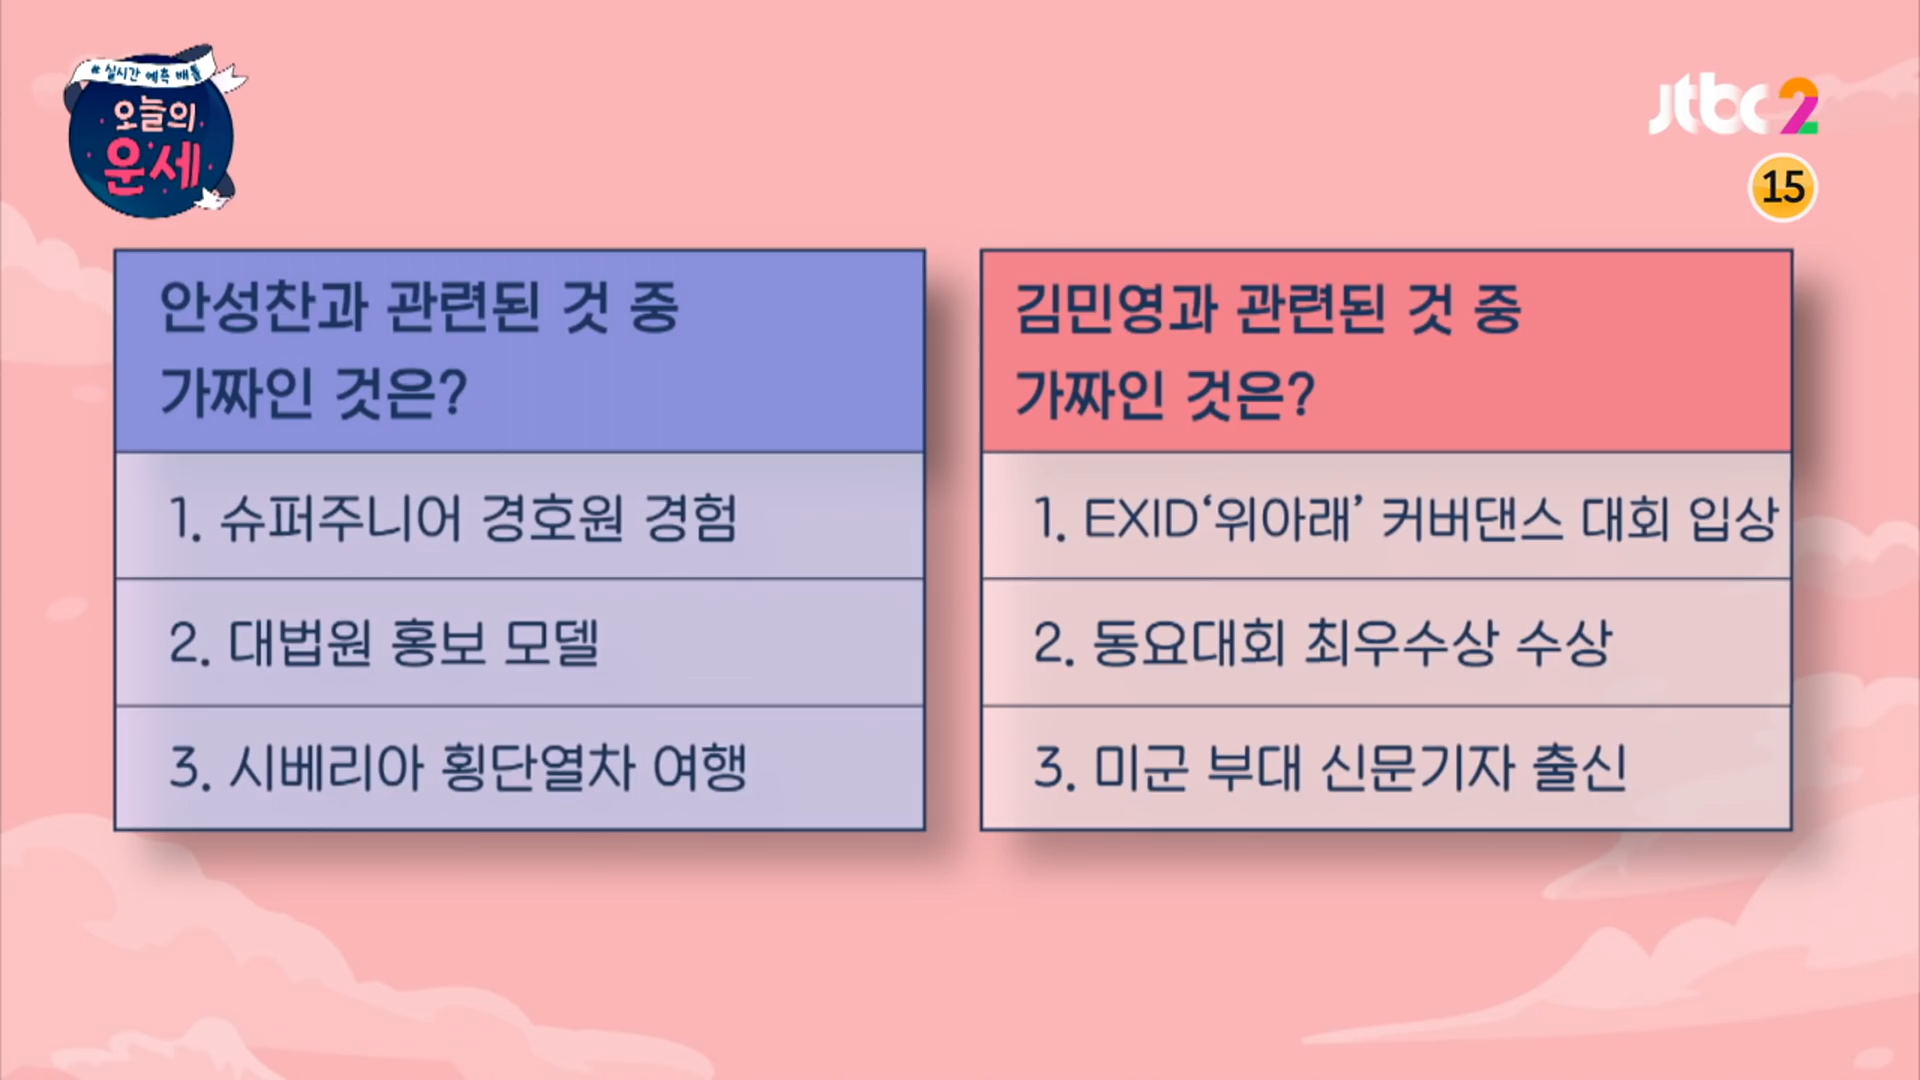 # 실시간 예측 배틀
오늘의
운세
jtbc 2
15
안성찬과 관련된 것 중
가짜인 것은?
1. 슈퍼주니어 경호원 경험
2. 대법원 홍보 모델
3. 시베리아 횡단열차 여행
김민영과 관련된 것 중
가짜인 것은?
1. EXID‘위아래’ 커버댄스 대회 입상
2. 동요대회 최우수상 수상
3. 미군 부대 신문기자 출신